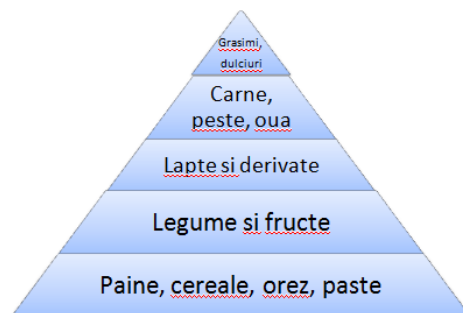 Grasimi,
dulciuri
Carne,
peste, oua
Lapte si derivate
Legume si fructe
Paine, cereale, orez, paste